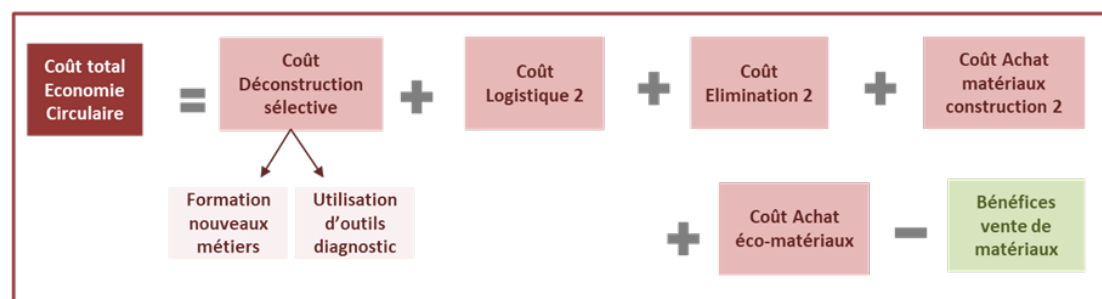 Coût total
Economie
Circulaire
=
Coût
Déconstruction
sélective
+
Coût
Logistique 2
+
Coût
Elimination 2
+
Coût Achat
matériaux
construction 2
Formation
nouveaux
métiers
Utilisation
d’outils
diagnostic
+
Coût Achat
éco-matériaux
−
Bénéfices
vente de
matériaux